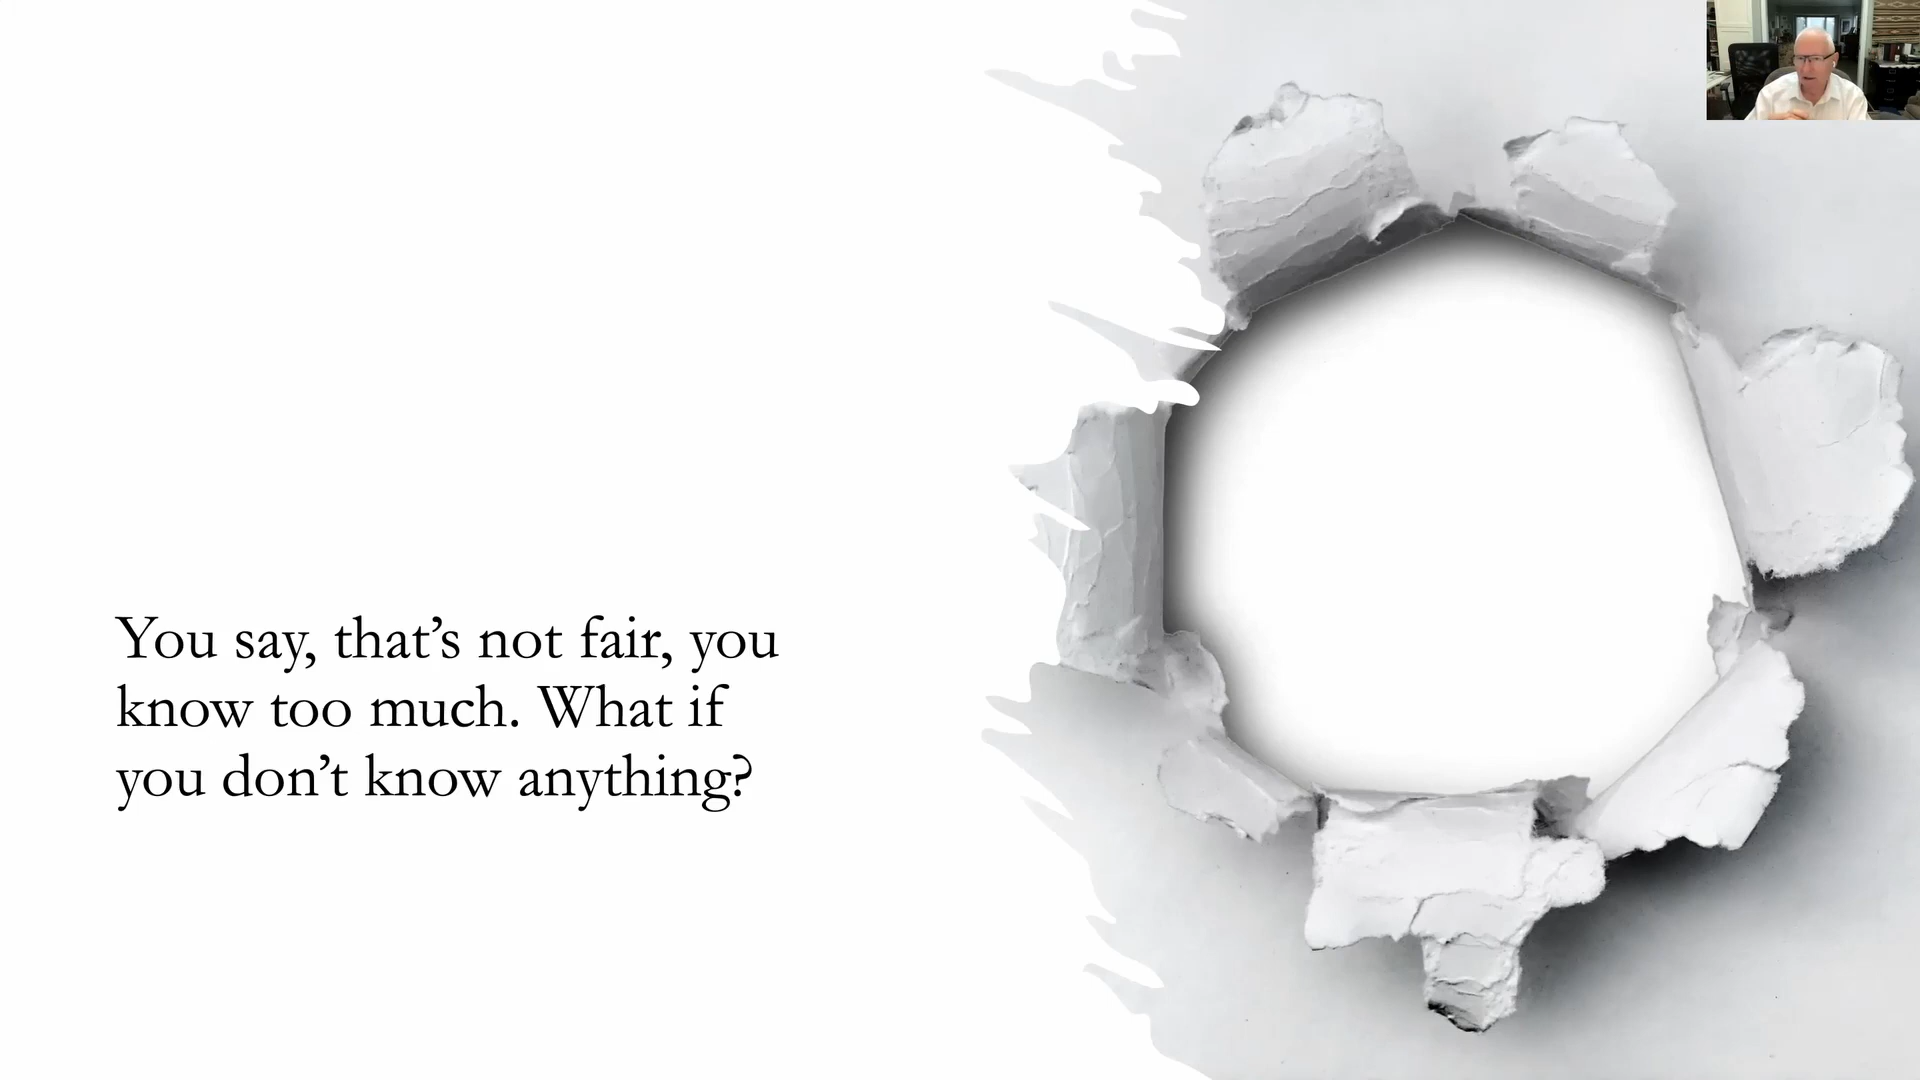 You say, that’s not fair, you
know too much. What if
you don’t know anything?